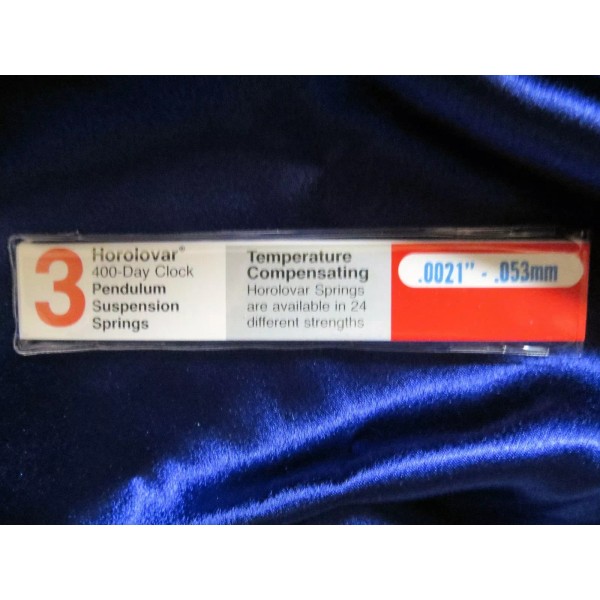 3
Horolovar®
400-Day Clock
Pendulum
Suspension
Springs
Temperature
Compensating
Horolovar Springs
are available in 24
different strengths
.0021" - .053mm